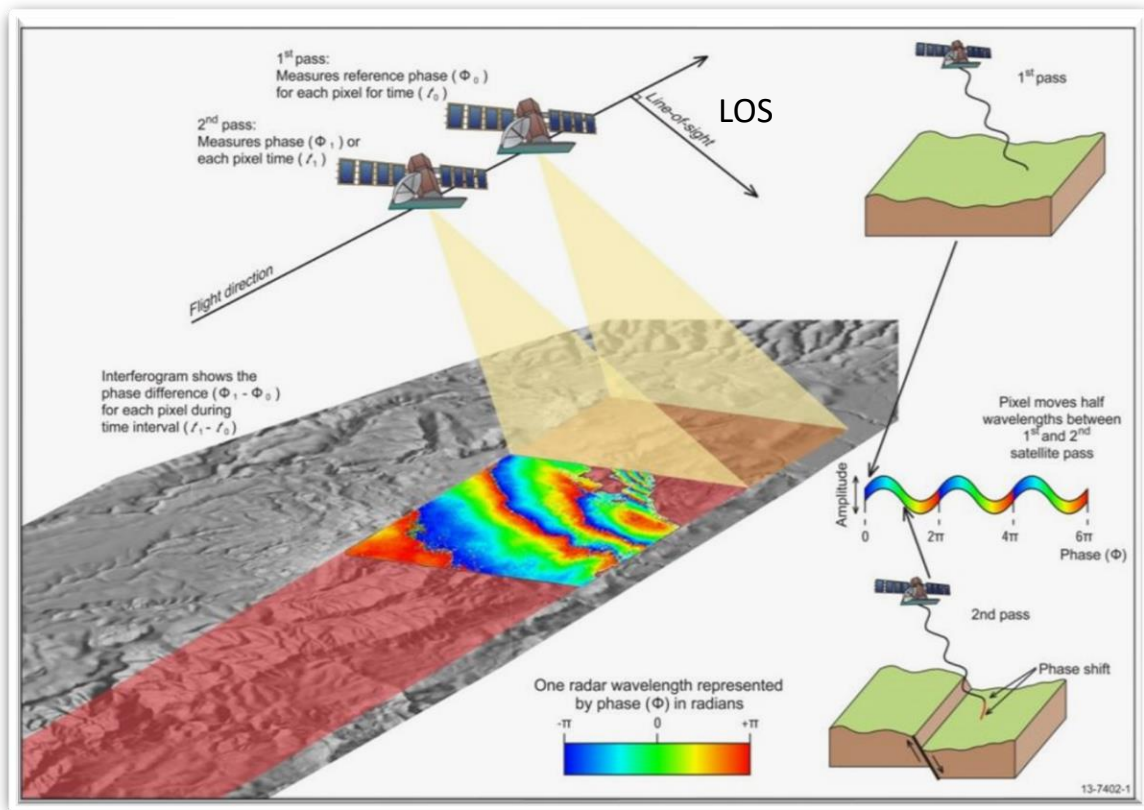 1st pass:
Measures reference phase (Φ0)
for each pixel for time (t0)
LOS
Line-of-sight
1st pass
2nd pass:
Measures phase (Φ1) or
each pixel time (t1)
Flight direction
Interferogram shows the
phase difference (Φ1 - Φ0)
for each pixel during
time interval (t1 - t0)
Pixel moves half
wavelengths between
1st and 2nd
satellite pass
Amplitude
0
2π
4π
6π
Phase (Φ)
2nd pass
Phase shift
One radar wavelength represented
by phase (Φ) in radians
-π
0
+π
13-7402-1